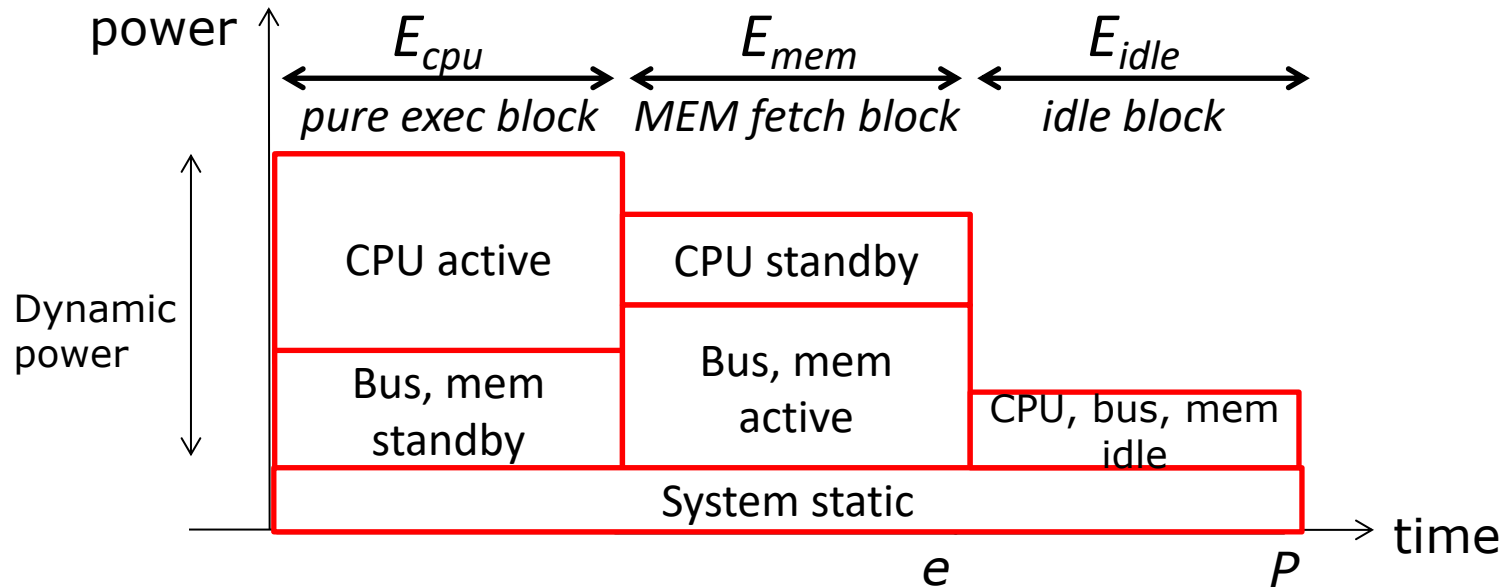 power
E_cpu
E_mem
E_idle
pure exec block
MEM fetch block
idle block
CPU active
CPU standby
Dynamic
power
Bus, mem
standby
Bus, mem
active
CPU, bus, mem
idle
System static
time
e
P